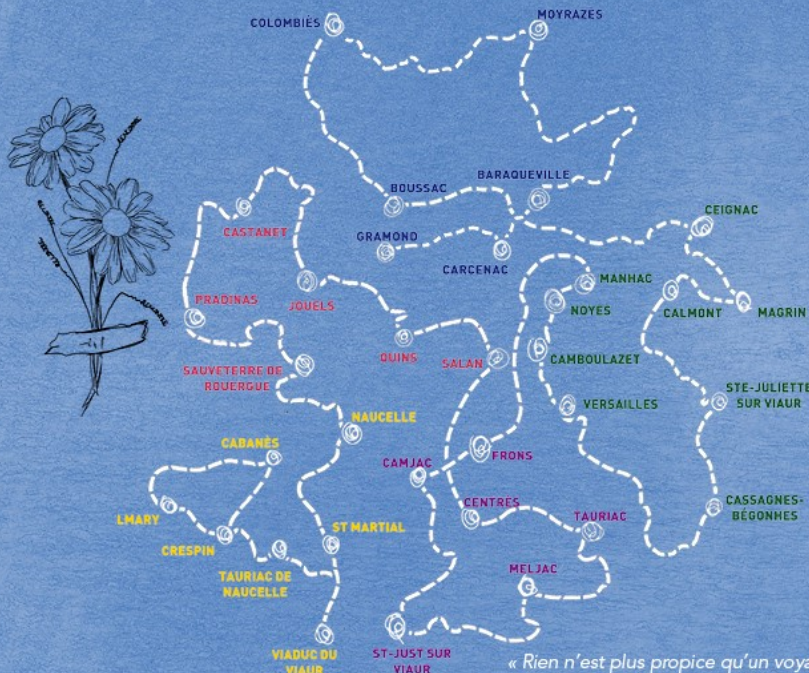 COLOMBIÈS
MOYRAZÈS
BOUSSAC
BARAQUEVILLE
CASTANET
CEIGNAC
GRAMOND
CARCENAC
MANHAC
PRADINAS
JOUELS
NOYES
CALMONT
MAGRIN
QUINS
SALAN
CAMBOULAZET
SAUVETERRE DE
ROUERGUE
STE-JULIETTE
SUR VIAUR
VERSAILLES
NAUCELLE
CABANÈS
CAMJAC
FRONS
LMARY
CENTRES
CASSAGNES-
BÉGONHES
TAURIAC
ST MARTIAL
CRESPIN
TAURIAC DE
NAUCELLE
MELJAC
VIADUC DU
VIAUR
ST-JUST SUR
VIAUR
« Rien n'est plus propice qu'un voya